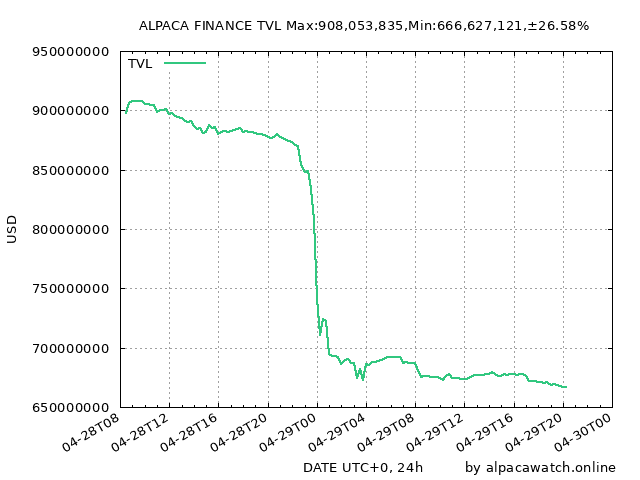 ALPACA FINANCE TVL Max:908,053,835,Min:666,627,121,±26.58%
950000000
TVL
900000000
850000000
800000000
USD
750000000
700000000
650000000
04-28T08
04-28T12
04-28T16
04-28T20
04-29T00
04-29T04
04-29T08
04-29T12
04-29T16
04-29T20
04-30T00
DATE UTC+0, 24h
by alpacawatch.online